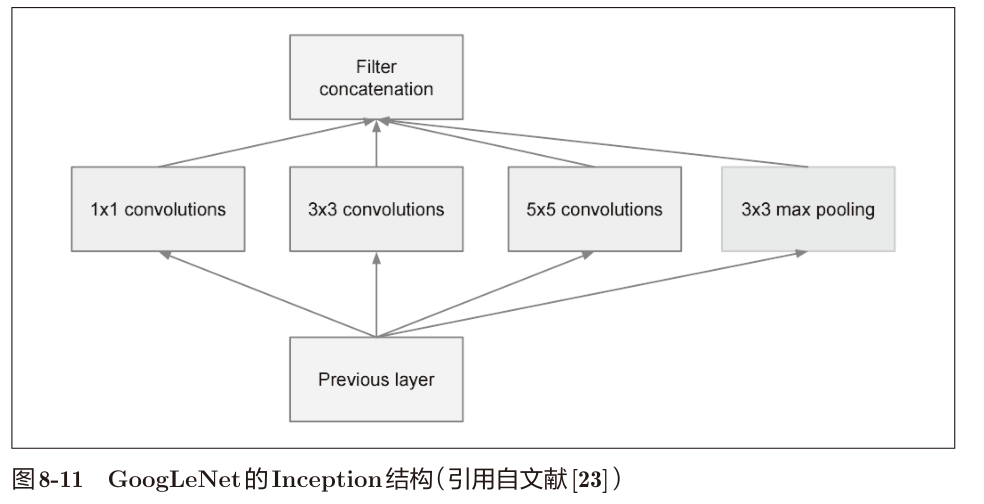 Filter
concatenation
1x1 convolutions
3x3 convolutions
5x5 convolutions
3x3 max pooling
Previous layer
图8-11 GoogLeNet的Inception结构（引用自文献[23]）